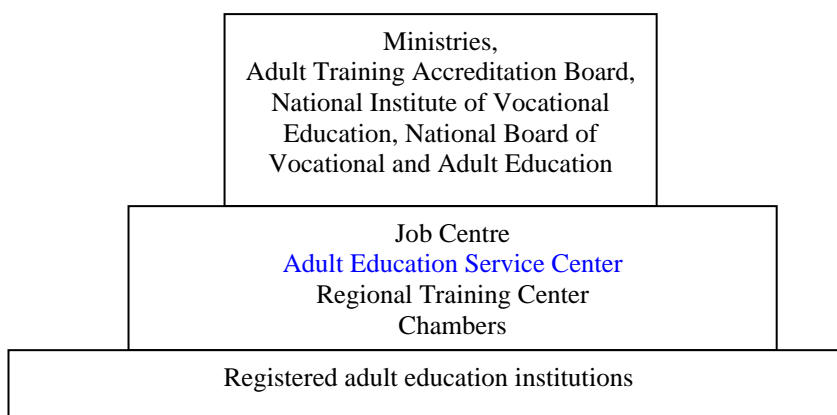 Ministries,
Adult Training Accreditation Board,
National Institute of Vocational
Education, National Board of
Vocational and Adult Education
Job Centre
Adult Education Service Center
Regional Training Center
Chambers
Registered adult education institutions